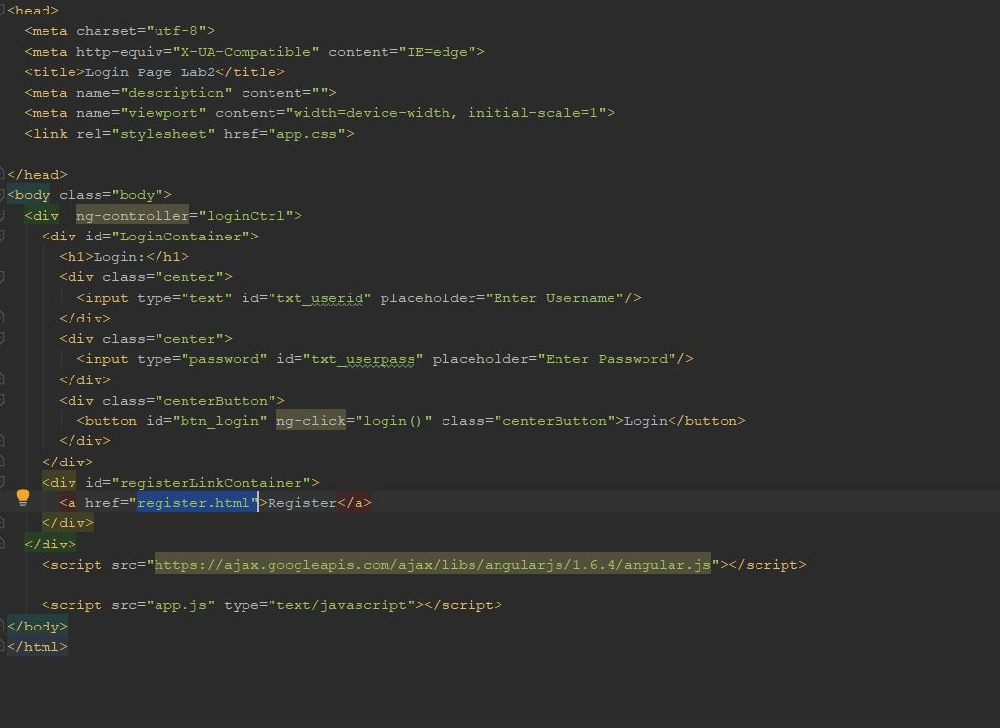 <head>
<meta charset="utf-8">
<meta http-equiv="X-UA-Compatible" content="IE=edge">
<title>Login Page Lab2</title>
<meta name="description" content="">
<meta name="viewport" content="width=device-width, initial-scale=1">
<link rel="stylesheet" href="app.css">
</head>
<body class="body">
<div  ng-controller="loginCtrl">
<div id="LoginContainer">
<h1>Login:</h1>
<div class="center">
<input type="text" id="txt_userid" placeholder="Enter Username"/>
</div>
<div class="center">
<input type="password" id="txt_userpass" placeholder="Enter Password"/>
</div>
<div class="centerButton">
<button id="btn_login" ng-click="login()" class="centerButton">Login</button>
</div>
</div>
<div id="registerLinkContainer">
<a href="register.html">Register</a>
</div>
</div>
<script src="https://ajax.googleapis.com/ajax/libs/angularjs/1.6.4/angular.js"></script>
<script src="app.js" type="text/javascript"></script>
</body>
</html>